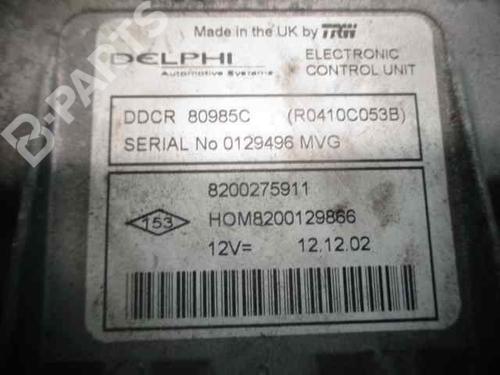 Made in the UK by TRW
DELPHI
Automotive Systems
ELECTRONIC
CONTROL UNIT
DDCR 80985C (R0410C053B)
SERIAL No 0129496 MVG
8200275911
153
HOM8200129866
12V= 12.12.02
B-PARTS